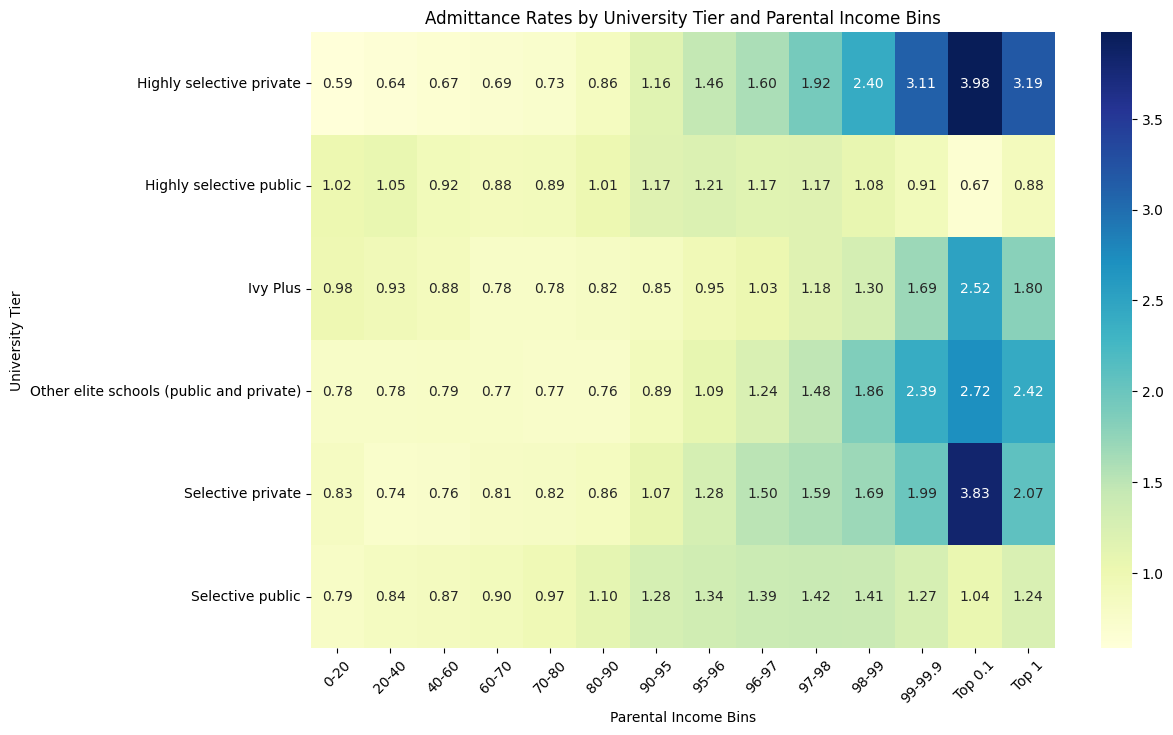 Admittance Rates by University Tier and Parental Income Bins
Highly selective private 0.59 0.64 0.67 0.69 0.73 0.86 1.16 1.46 1.60 1.92 2.40 3.11 3.98 3.19
Highly selective public 1.02 1.05 0.92 0.88 0.89 1.01 1.17 1.21 1.17 1.17 1.08 0.91 0.67 0.88
Ivy Plus 0.98 0.93 0.88 0.78 0.78 0.82 0.85 0.95 1.03 1.18 1.30 1.69 2.52 1.80
Other elite schools (public and private) 0.78 0.78 0.79 0.77 0.77 0.76 0.89 1.09 1.24 1.48 1.86 2.39 2.72 2.42
Selective private 0.83 0.74 0.76 0.81 0.82 0.86 1.07 1.28 1.50 1.59 1.69 1.99 3.83 2.07
Selective public 0.79 0.84 0.87 0.90 0.97 1.10 1.28 1.34 1.39 1.42 1.41 1.27 1.04 1.24
0-20 20-40 40-60 60-70 70-80 80-90 90-95 95-96 96-97 97-98 98-99 99-99.9 Top 0.1 Top 1
Parental Income Bins
University Tier
3.5
3.0
2.5
2.0
1.5
1.0